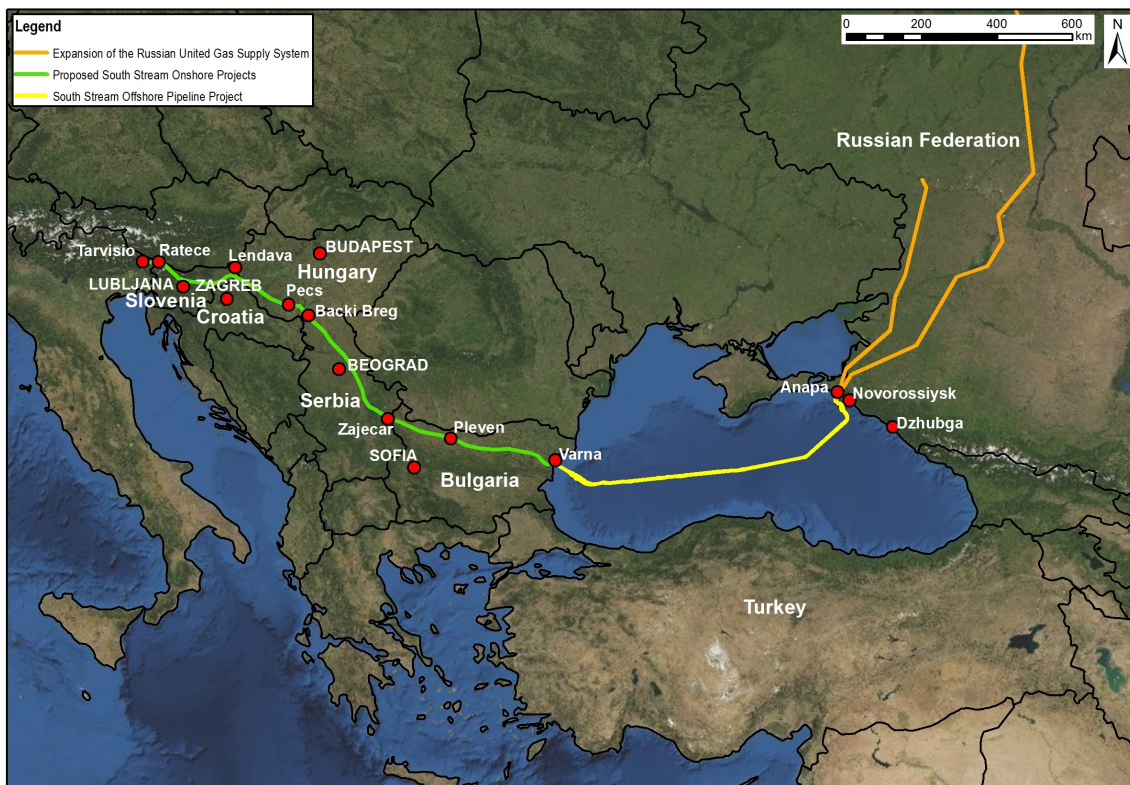 Legend
Expansion of the Russian United Gas Supply System
Proposed South Stream Onshore Projects
South Stream Offshore Pipeline Project
0 200 400 600
km
N
Russian Federation
Tarvisio
Ratece
Lendava
BUDAPEST
Hungary
LUBLJANA
ZAGREB
Slovenia
Croatia
Pecs
Backi Breg
BEOGRAD
Serbia
Zajecar
Pleven
SOFIA
Bulgaria
Varna
Anapa
Novorossiysk
Dzhubga
Turkey